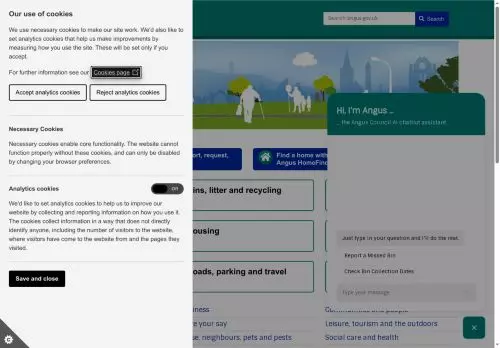 Our use of cookies
We use necessary cookies to make our site work. We'd also like to
set analytics cookies that help us make improvements by
measuring how you use the site. These will be set only if you
accept.
For further information see our Cookies page
Accept analytics cookies
Reject analytics cookies
Necessary Cookies
Necessary cookies enable core functionality. The website cannot
function properly without these cookies, and can only be disabled
by changing your browser preferences.
Analytics cookies
Off
We'd like to set analytics cookies to help us to improve our
website by collecting and reporting information on how you use it.
The cookies collect information in a way that does not directly
identify anyone, including the number of visitors to the website,
where visitors have come to the website from and the pages they
visited.
Save and close
Search angus.gov.uk
Search
ort, request,
Find a home with
Angus HomeFin
ins, litter and recycling
ousing
oads, parking and travel
iness
e your say
se, neighbours, pets and pests
Communities and people
Leisure, tourism and the outdoors
Social care and health
Hi, I'm Angus ...
... the Angus Council AI chatbot assistant.
Just type in your question and I'll do the rest.
Report a Missed Bin
Check Bin Collection Dates
Type your message